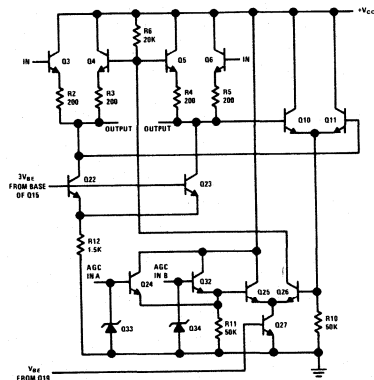 +VCC
R6
20K
IN
Q3
Q4
Q5
Q6
IN
R2
200
R3
200
R4
200
R5
200
Q10
Q11
OUTPUT
OUTPUT
3VBE
FROM BASE
OF Q15
Q22
Q23
R12
1.5K
AGC
IN A
AGC
IN B
Q24
Q32
Q25
Q26
Q33
Q34
R11
50K
Q27
R10
50K
VBE
FROM Q19